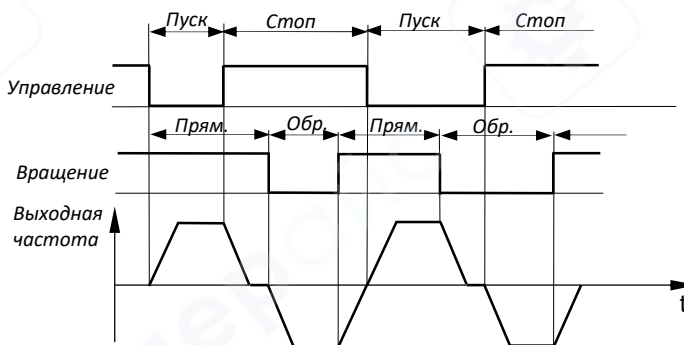 Пуск Стоп Пуск Стоп
Управление
Прям. Обр. Прям. Обр.
Вращение
Выходная
частота
t